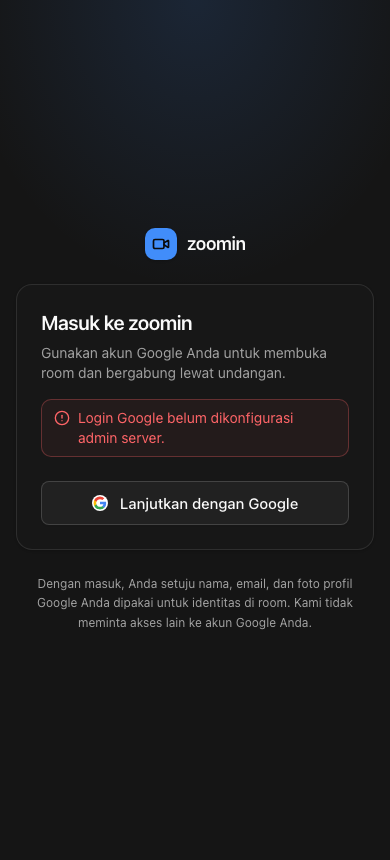 zoomin
Masuk ke zoomin
Gunakan akun Google Anda untuk membuka
room dan bergabung lewat undangan.
Login Google belum dikonfigurasi
admin server.
Lanjutkan dengan Google
Dengan masuk, Anda setuju nama, email, dan foto profil
Google Anda dipakai untuk identitas di room. Kami tidak
meminta akses lain ke akun Google Anda.